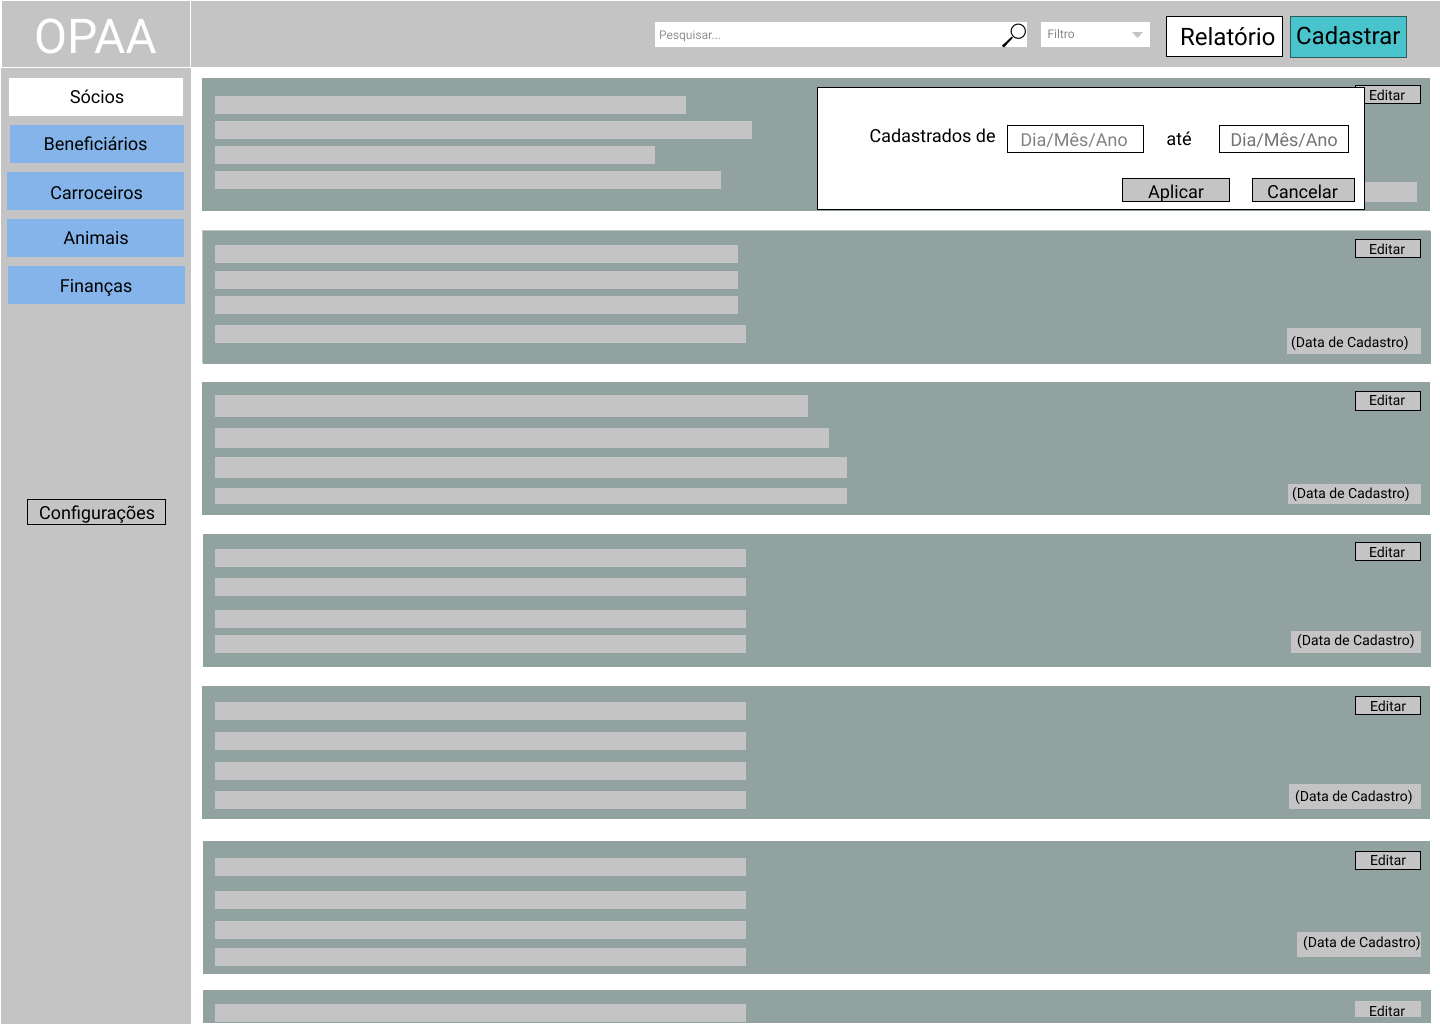 OPAA
Pesquisar...
Filtro
Relatório
Cadastrar
Sócios
Beneficiários
Carroceiros
Animais
Finanças
Configurações
Editar
Cadastrados de Dia/Mês/Ano até Dia/Mês/Ano
Aplicar Cancelar
Editar
(Data de Cadastro)
Editar
(Data de Cadastro)
Editar
(Data de Cadastro)
Editar
(Data de Cadastro)
Editar
(Data de Cadastro)
Editar